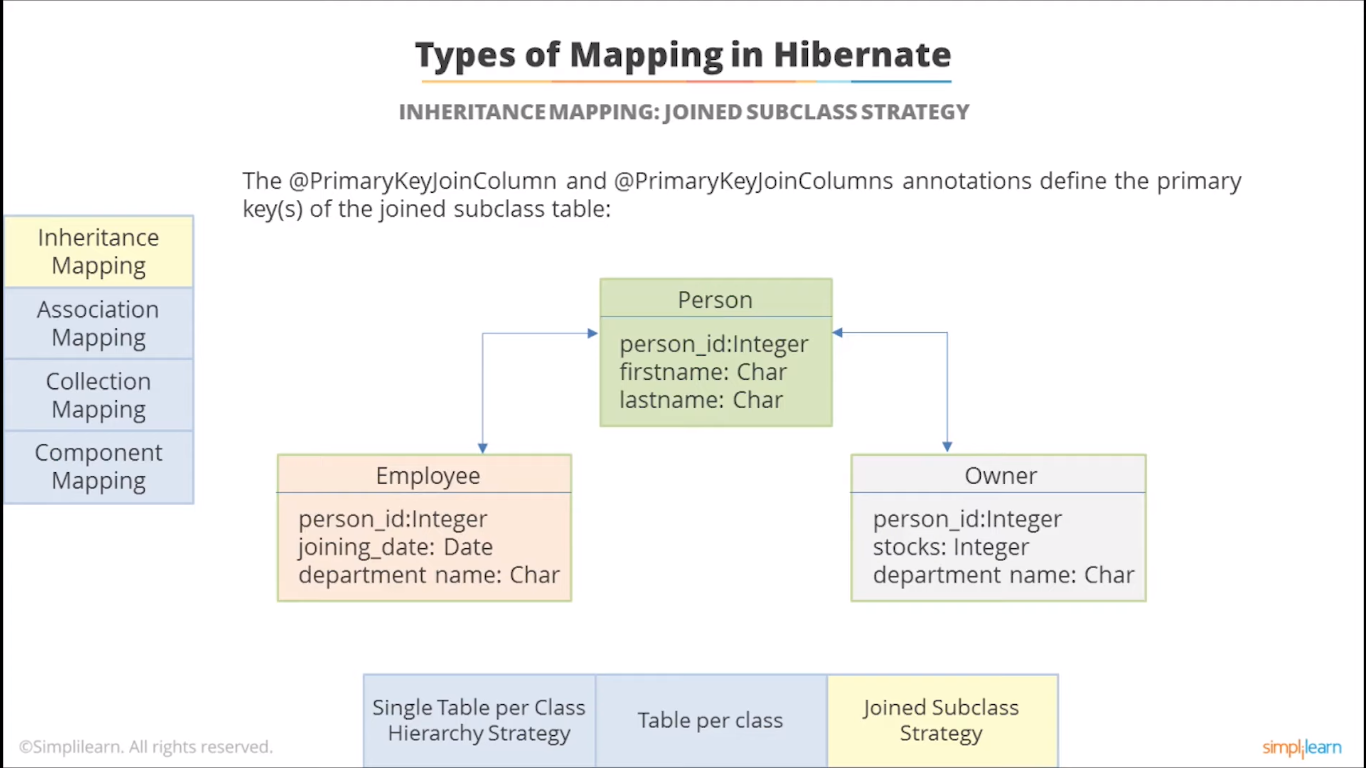 Types of Mapping in Hibernate
INHERITANCE MAPPING: JOINED SUBCLASS STRATEGY
The @PrimaryKeyJoinColumn and @PrimaryKeyJoinColumns annotations define the primary
key(s) of the joined subclass table:
Inheritance
Mapping
Association
Mapping
Collection
Mapping
Component
Mapping
Person
person_id:Integer
firstname: Char
lastname: Char
Employee
person_id:Integer
joining_date: Date
department name: Char
Owner
person_id:Integer
stocks: Integer
department name: Char
Single Table per Class
Hierarchy Strategy
Table per class
Joined Subclass
Strategy
©Simplilearn. All rights reserved.
simplilearn